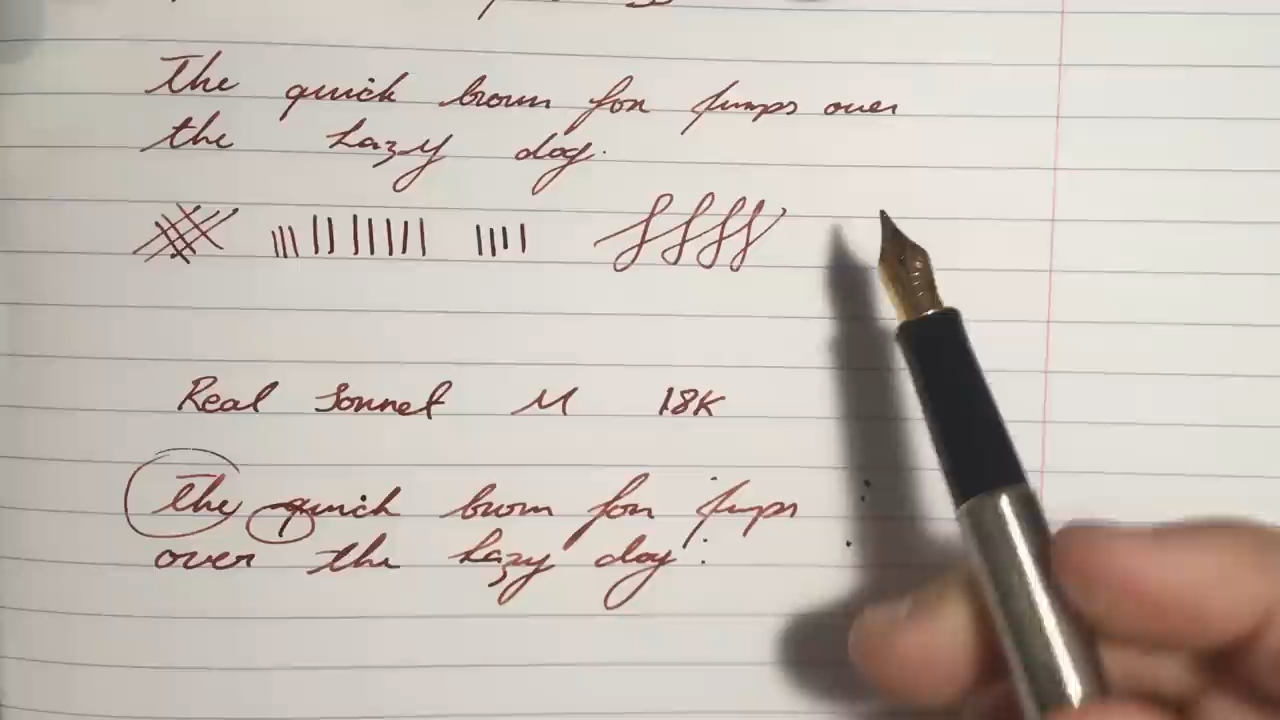 The quick brown fox jumps over
the Lazy dog.
Real Sonnet M 18K
The quick brown fox jumps
over the Lazy dog.